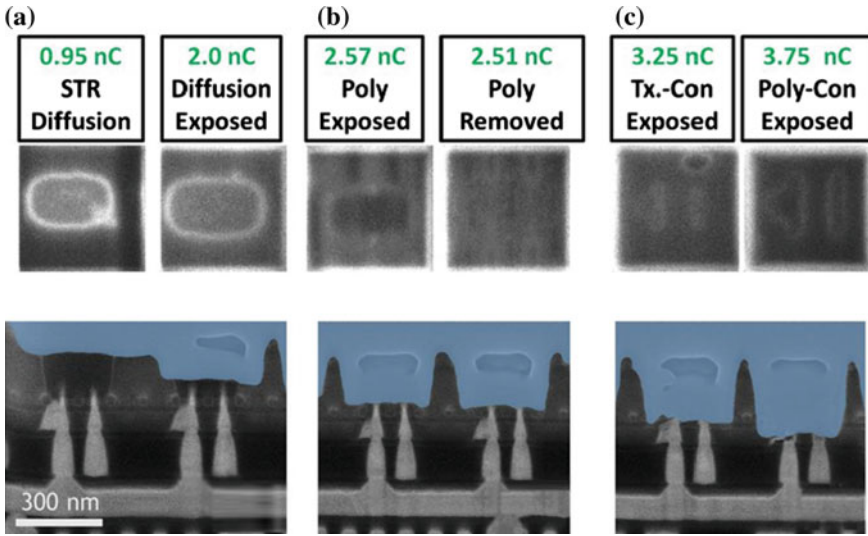 (a)
(b)
(c)
0.95 nC
STR
Diffusion
2.0 nC
Diffusion
Exposed
2.57 nC
Poly
Exposed
2.51 nC
Poly
Removed
3.25 nC
Tx.-Con
Exposed
3.75 nC
Poly-Con
Exposed
300 nm